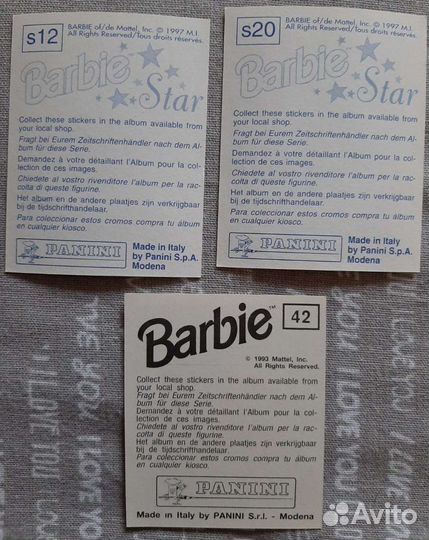 s12
BARBIE of/de Mattel, Inc. © 1997 M.I.
All Rights Reserved/Tous droits réservés.
Barbie
Star
Collect these stickers in the album available from
your local shop.
Fragt bei Eurem Zeitschriftenhändler nach dem Al-
bum für diese Serie.
Demandez à votre détaillant l'Album pour la col-
lection de ces images.
Chiedete al vostro rivenditore l'album per la rac-
colta di queste figurine.
Het album en de andere plaatjes zijn verkrijgbaar
bij de tijdschrifthandelaar.
Para coleccionar estos cromos compra tu álbum
en cualquier kiosco.
PANINI
Made in Italy
by Panini S.p.A.
Modena
s20
BARBIE of/de Mattel, Inc. © 1997 M.I.
All Rights Reserved/Tous droits réservés.
Barbie
Star
Collect these stickers in the album available from
your local shop.
Fragt bei Eurem Zeitschriftenhändler nach dem Al-
bum für diese Serie.
Demandez à votre détaillant l'Album pour la col-
lection de ces images.
Chiedete al vostro rivenditore l'album per la rac-
colta di queste figurine.
Het album en de andere plaatjes zijn verkrijgbaar
bij de tijdschrifthandelaar.
Para coleccionar estos cromos compra tu álbum
en cualquier kiosco.
PANINI
Made in Italy
by Panini S.p.A.
Modena
Barbie™
42
© 1993 Mattel, Inc.
All Rights Reserved.
Collect these stickers in the album available from
your local shop.
Fragt bei Eurem Zeitschriftenhändler nach dem
Album für diese Serie.
Demandez à votre détaillant l'Album pour la col-
lection de ces images.
Chiedete al vostro rivenditore l'album per la rac-
colta di queste figurine.
Het album en de andere plaatjes zijn verkrijgbaar
bij de tijdschrifthandelaar.
Para coleccionar estos cromos compra tu álbum
en cualquier kiosco.
PANINI
Made in Italy by PANINI S.r.l. - Modena
Avito